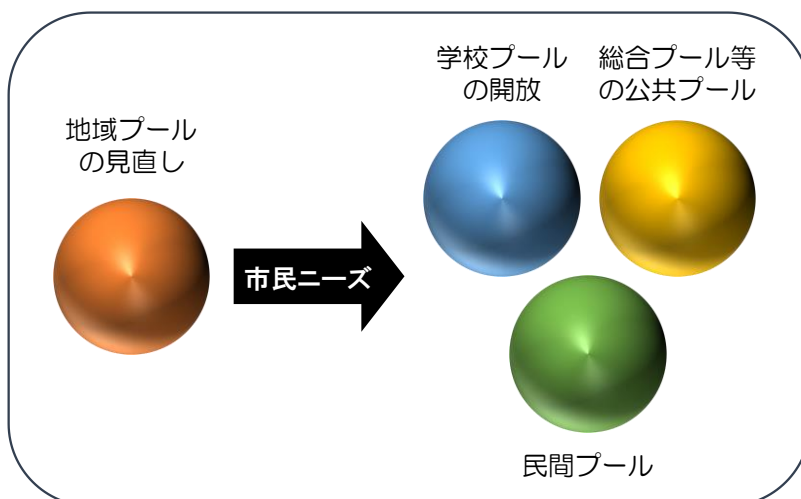 地域プール
の見直し
市民ニーズ
学校プール
の開放
総合プール等
の公共プール
民間プール